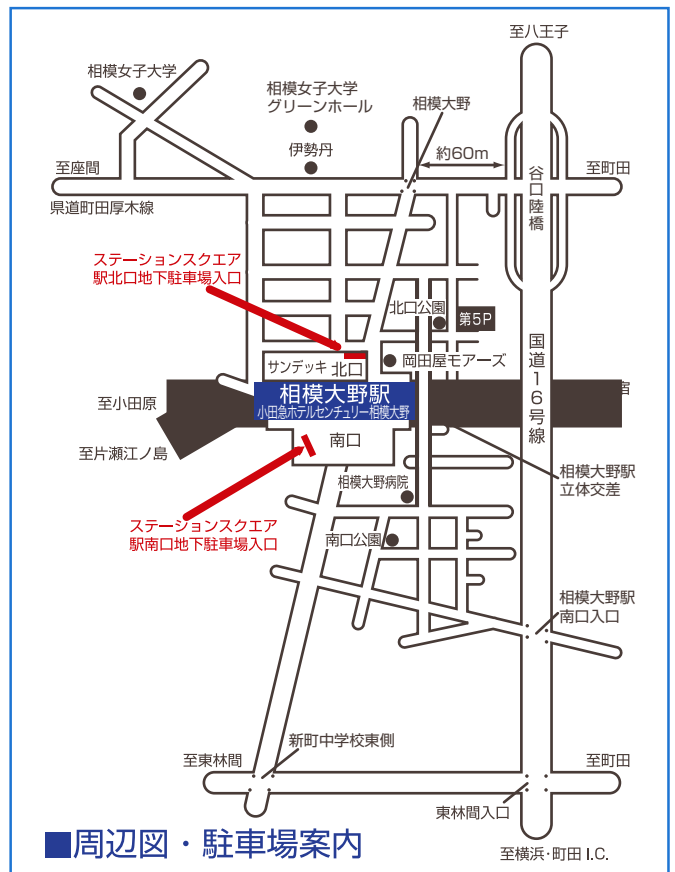 至八王子
相模女子大学
相模女子大学
グリーンホール
相模大野
伊勢丹
約60m
至座間
至町田
県道町田厚木線
谷口陸橋
ステーションスクエア
駅北口地下駐車場入口
北口公園
第5P
国道16号線
サンデッキ
北口
岡田屋モアーズ
相模大野駅
小田急ホテルセンチュリー相模大野
至小田原
宿
南口
至片瀬江ノ島
相模大野駅
立体交差
相模大野病院
ステーションスクエア
駅南口地下駐車場入口
南口公園
相模大野駅
南口入口
新町中学校東側
至東林間
至町田
東林間入口
■周辺図・駐車場案内
至横浜・町田 I.C.